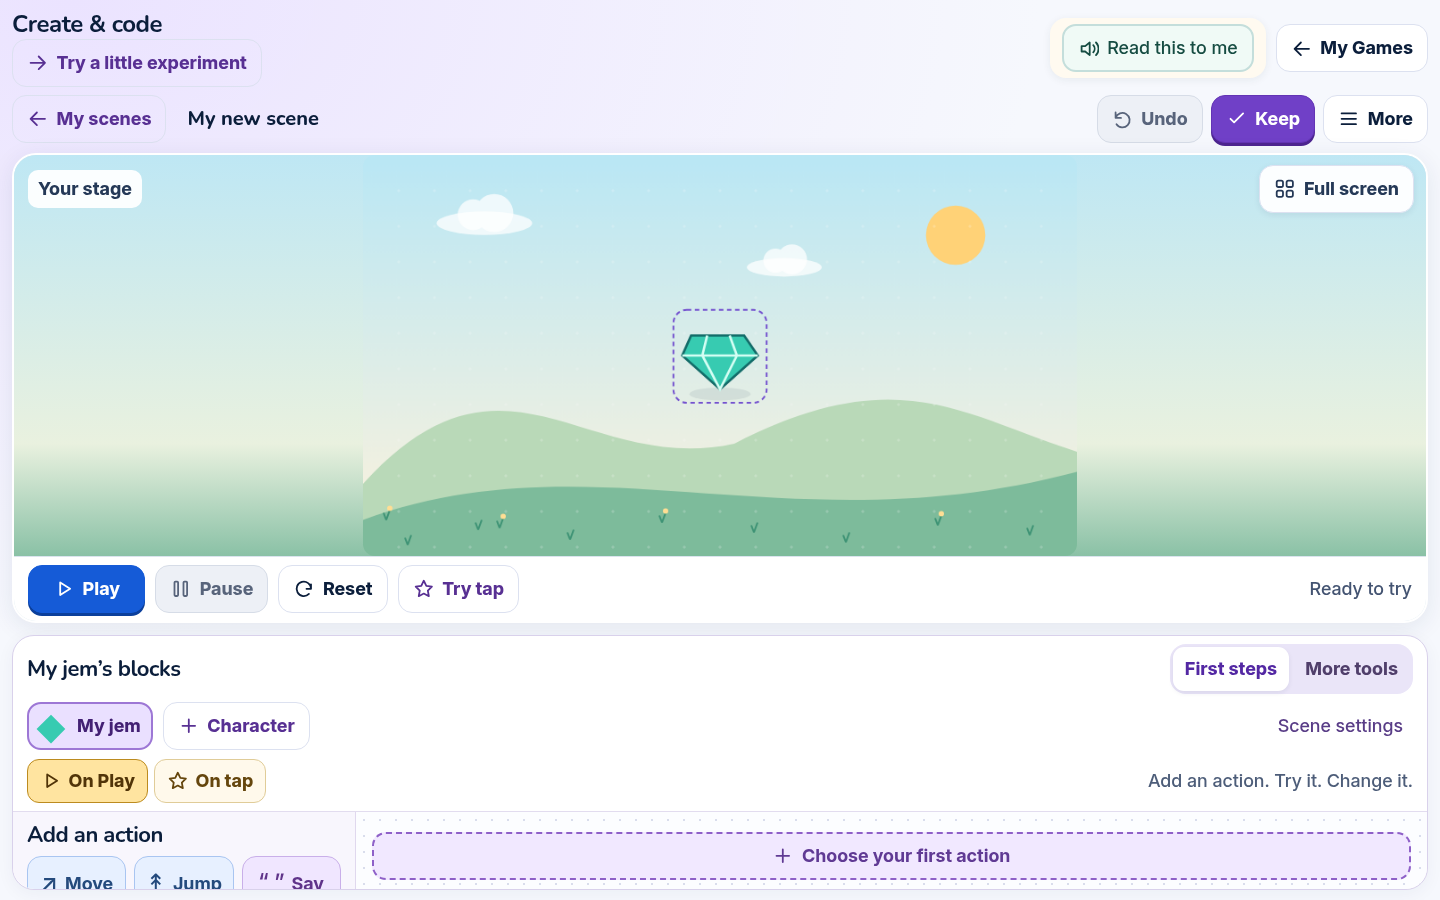 Create & code
Try a little experiment
Read this to me
My Games
My scenes
My new scene
Undo
Keep
More
Your stage
Full screen
Play
Pause
Reset
Try tap
Ready to try
My jem’s blocks
First steps
More tools
My jem
Character
Scene settings
On Play
On tap
Add an action. Try it. Change it.
Add an action
Choose your first action
Move
Jump
Say